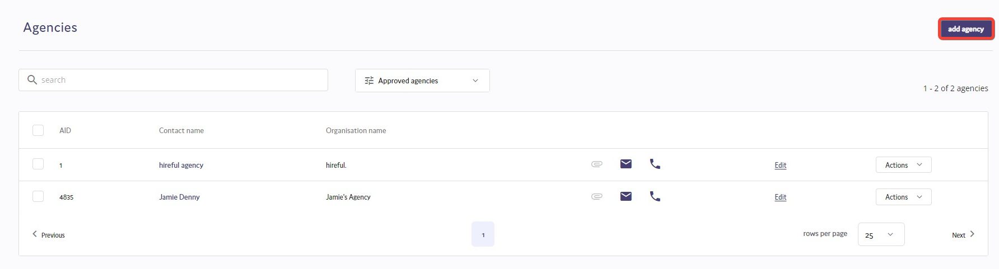 Agencies
add agency
search
Approved agencies
1 - 2 of 2 agencies
AID Contact name Organisation name
1 hireful agency hireful. Edit Actions
4835 Jamie Denny Jamie's Agency Edit Actions
Previous 1 rows per page 25 Next